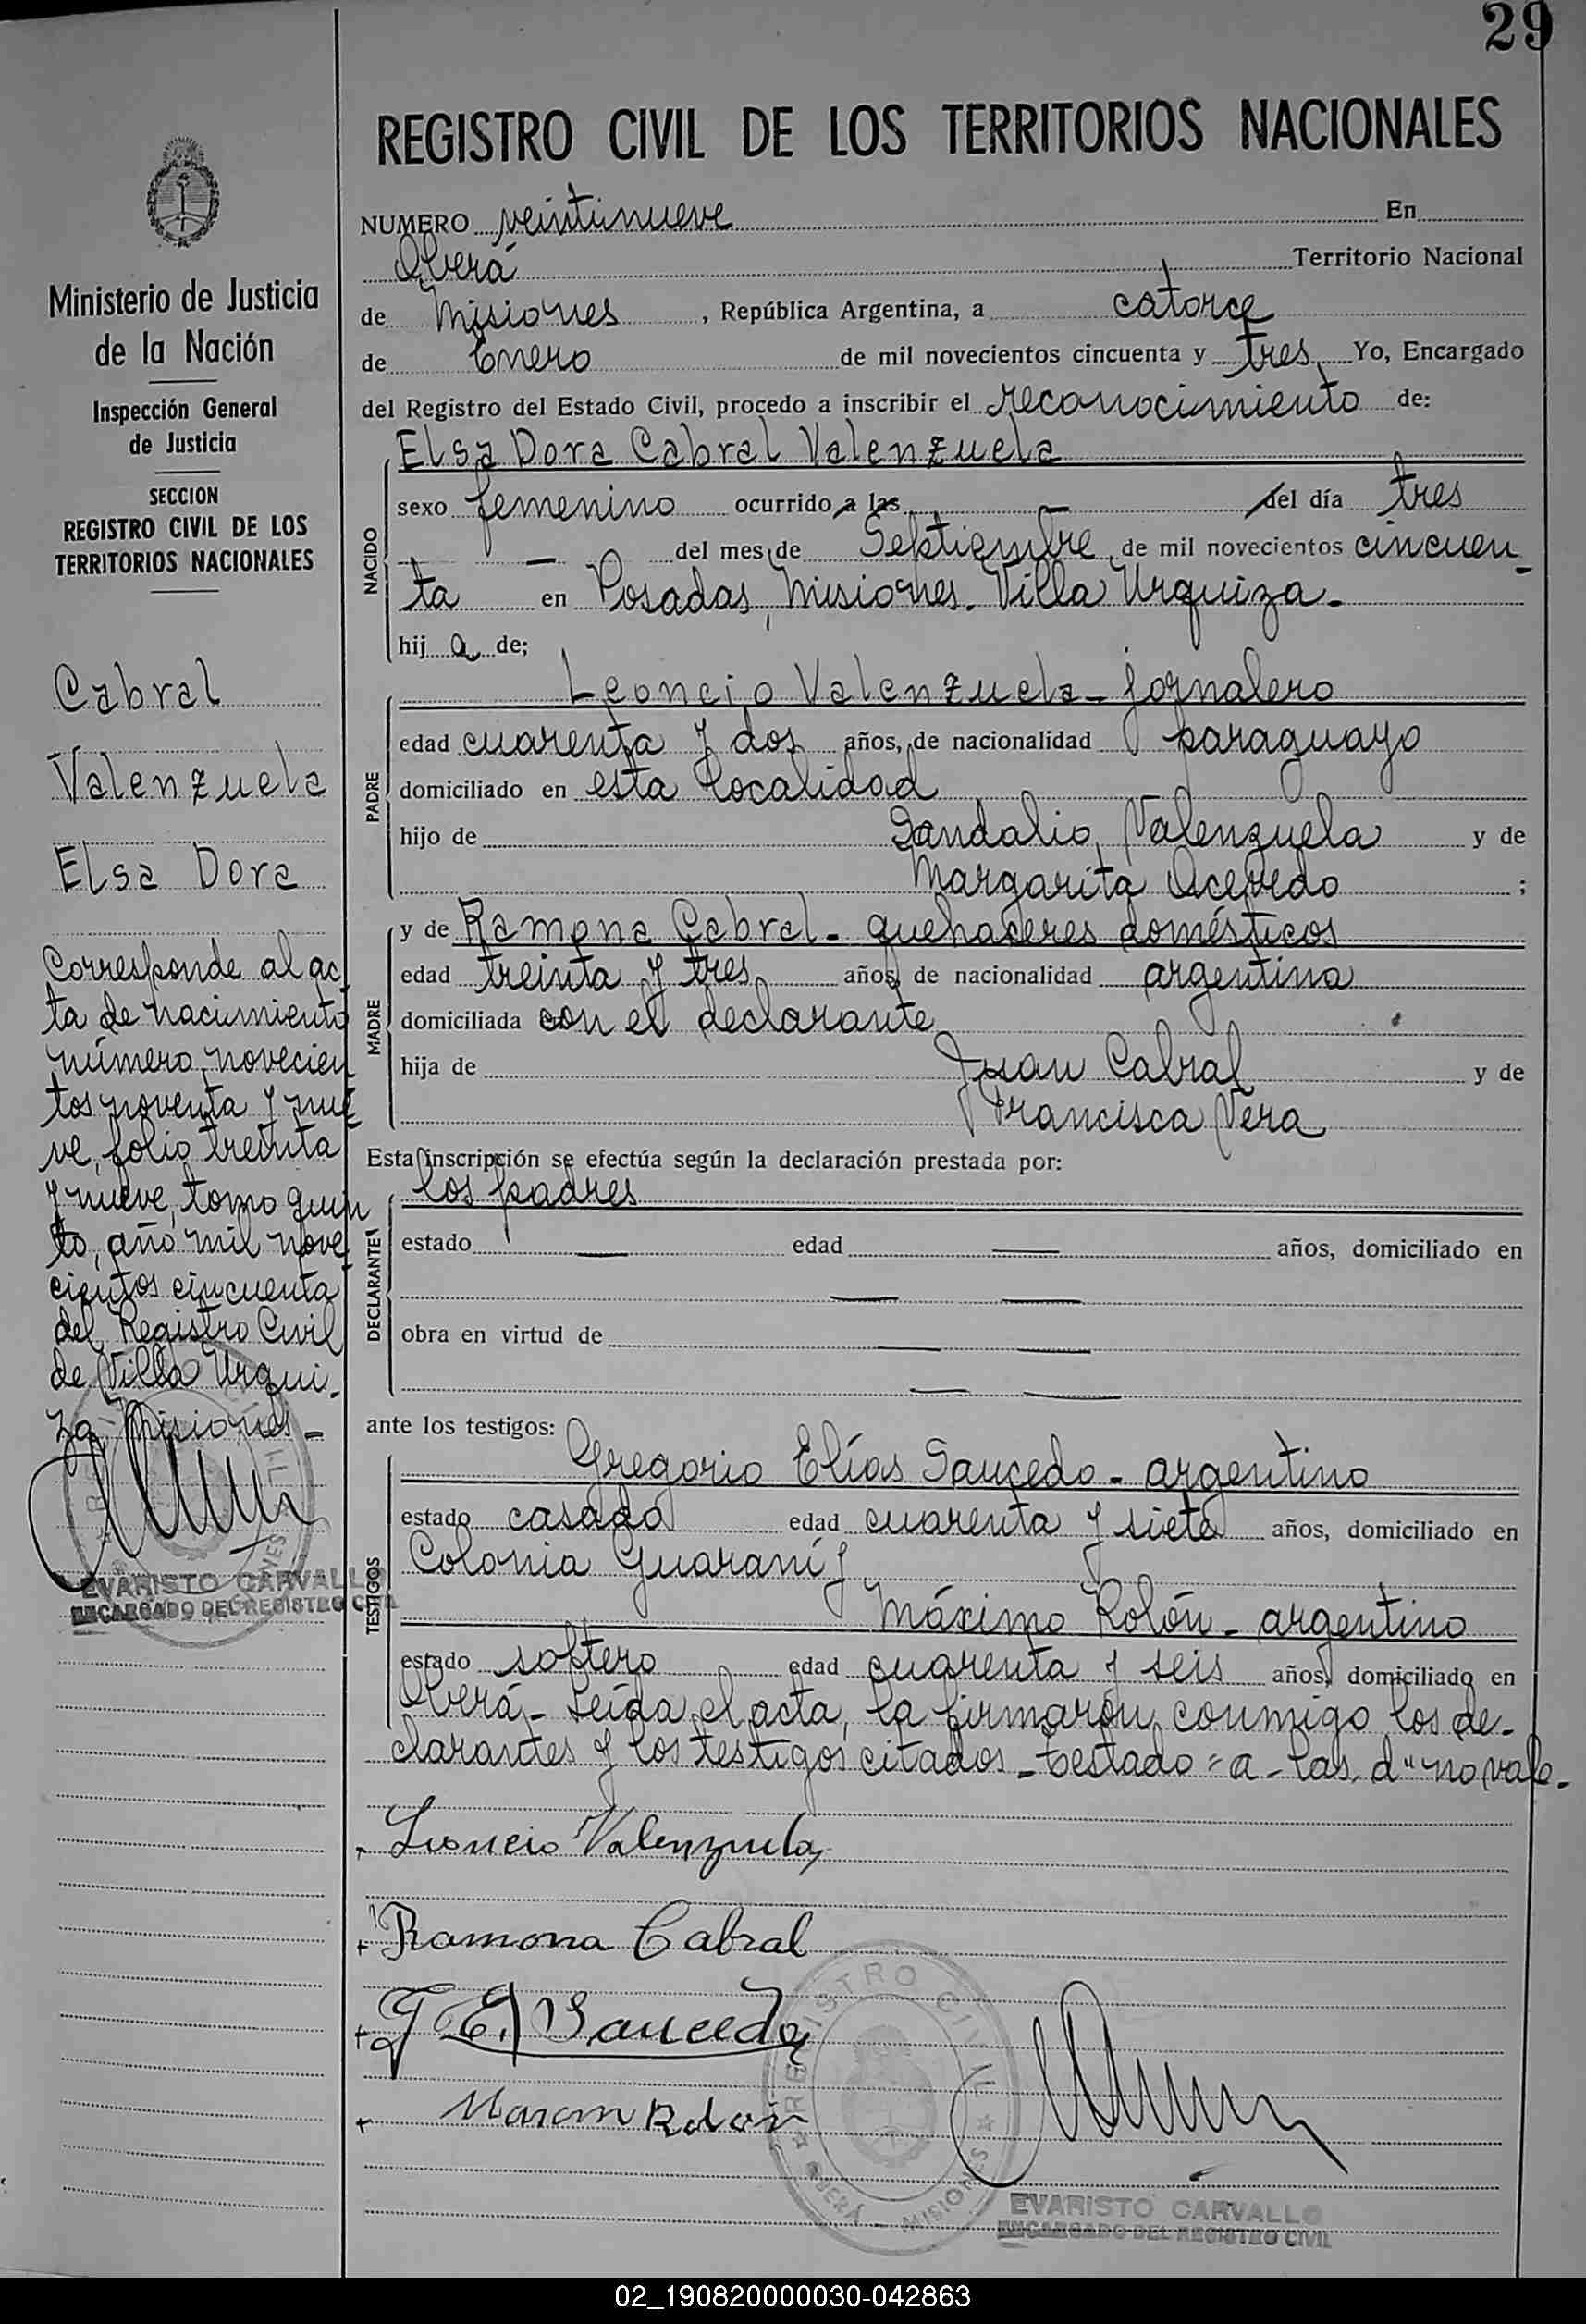 29
REGISTRO CIVIL DE LOS TERRITORIOS NACIONALES
NUMERO veintinueve En
Oberá Territorio Nacional
de Misiones, República Argentina, a catorce
de Enero de mil novecientos cincuenta y tres Yo, Encargado
del Registro del Estado Civil, procedo a inscribir el reconocimiento de:
Elsa Dora Cabral Valenzuela
NACIDO
sexo femenino ocurrido a las — del día tres
— del mes de Septiembre de mil novecientos cincuen-
ta en Posadas, Misiones. Villa Urquiza-
hij a de;
PADRE
Leoncio Valenzuela - jornalero
edad cuarenta y dos años, de nacionalidad paraguayo
domiciliado en esta localidad
hijo de Sandalio Valenzuela y de
Margarita Acevedo ;
MADRE
y de Ramona Cabral - quehaceres domésticos
edad treinta y tres años, de nacionalidad argentina
domiciliada con el declarante
hija de Juan Cabral y de
Francisca Vera
Esta inscripción se efectúa según la declaración prestada por:
DECLARANTE
los padres
estado — edad — años, domiciliado en
— —
obra en virtud de — —
— —
ante los testigos:
TESTIGOS
Gregorio Elías Saucedo - argentino
estado casado edad cuarenta y siete años, domiciliado en
Colonia Guaraní y
Máximo Rolón - argentino
estado soltero edad cuarenta y seis años, domiciliado en
Oberá - Leída el acta, la firmaron conmigo los de-
clarantes y los testigos citados - testado = a - las, d" no vale-
Leoncio Valenzuela
Ramona Cabral
G E. Saucedo
Rolón
REGISTRO CIVIL
OBERÁ - MISIONES
EVARISTO CARVALLO
ENCARGADO DEL REGISTRO CIVIL
Ministerio de Justicia
de la Nación
Inspección General
de Justicia
SECCION
REGISTRO CIVIL DE LOS
TERRITORIOS NACIONALES
Cabral
Valenzuela
Elsa Dora
Corresponde al ac-
ta de nacimiento
número novecien
tos noventa y nue
ve, folio treinta
y nueve, tomo quin
to, año mil nove
cientos cincuenta
del Registro Civil
de Villa Urqui-
za Misiones -
EVARISTO CARVALLO
ENCARGADO DEL REGISTRO CIVIL
02_190820000030-042863